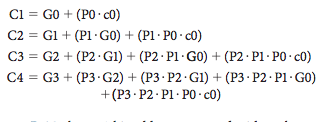 C1 = G0 + (P0·c0)
C2 = G1 + (P1·G0) + (P1·P0·c0)
C3 = G2 + (P2·G1) + (P2·P1·G0) + (P2·P1·P0·c0)
C4 = G3 + (P3·G2) + (P3·P2·G1) + (P3·P2·P1·G0)
+(P3·P2·P1·P0·c0)